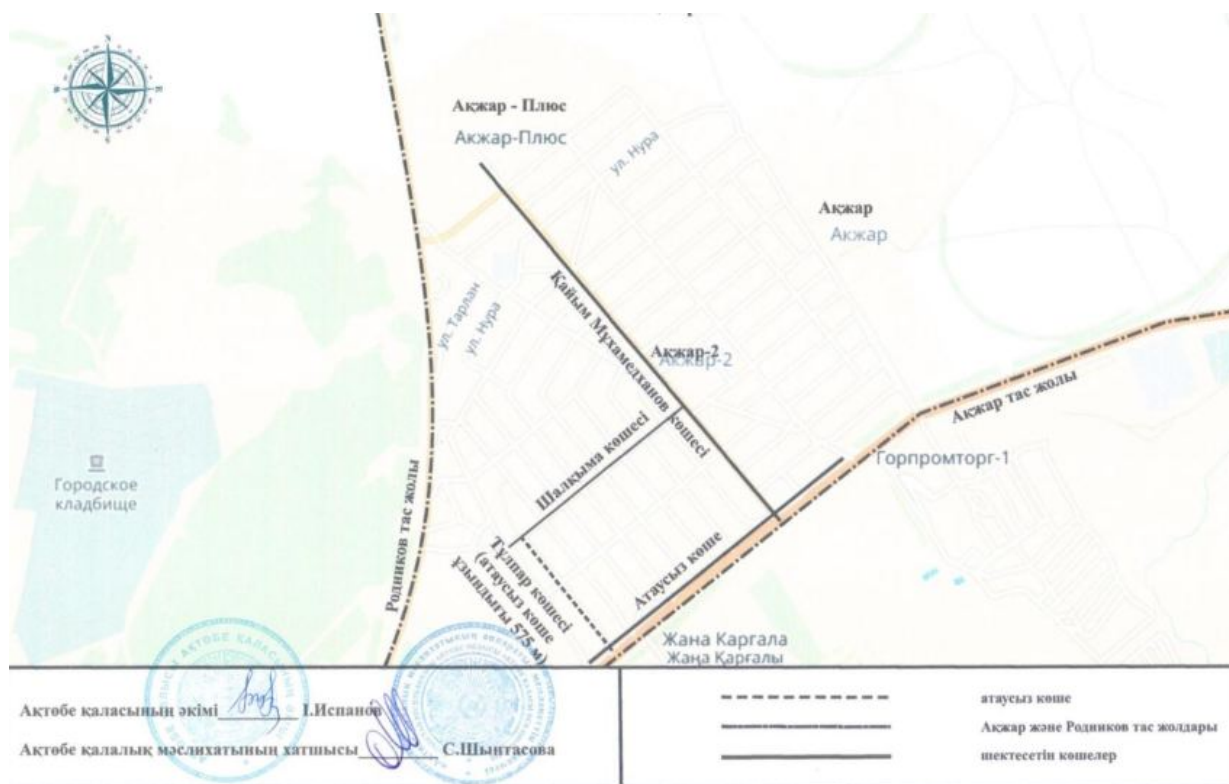 Ақжар - Плюс
Акжар-Плюс
ул. Нура
Ақжар
Акжар
ул. Тарлан
ул. Нура
Қайым Мұхамедханов көшесі
Ақжар-2
Акжар-2
Ақжар тас жолы
Шалқыма көшесі
Горпромторг-1
Городское
кладбище
Родников тас жолы
Атаусыз көше
Тұлпар көшесі
(атаусыз көше
ұзындығы 575 м)
Жана Каргала
Жаңа Қарғалы
Ақтөбе қаласының әкімі І.Испанов
Ақтөбе қалалық мәслихатының хатшысы С.Шынтасова
атаусыз көше
Ақжар және Родников тас жолдары
шектесетін көшелер